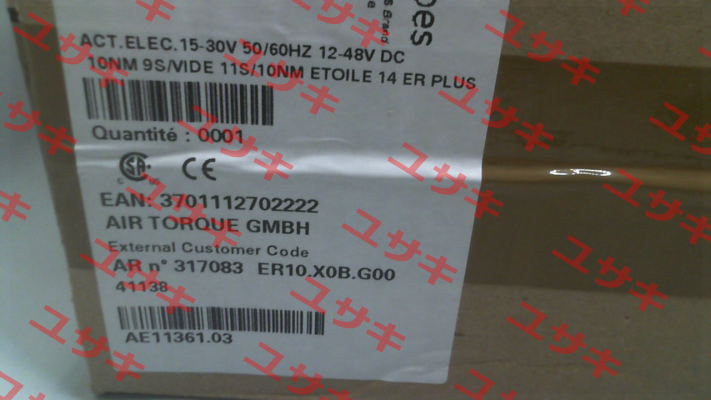 pes
s Brand
ACT.ELEC.15-30V 50/60HZ 12-48V DC
10NM 9S/VIDE 11S/10NM ETOILE 14 ER PLUS
Quantité : 0001
CE
EAN: 3701112702222
AIR TORQUE GMBH
External Customer Code
AR n° 317083 ER10.X0B.G00
41138
AE11361.03
ユサキ